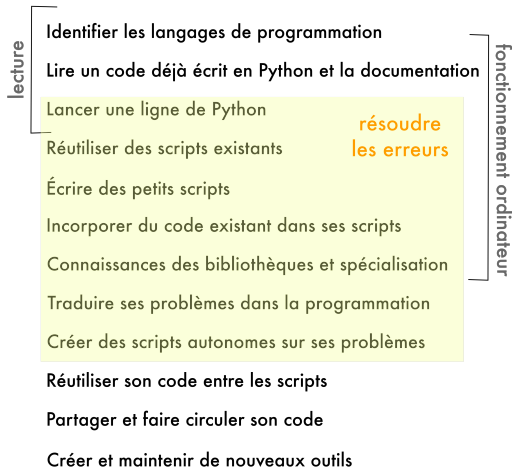 lecture
Identifier les langages de programmation
Lire un code déjà écrit en Python et la documentation
Lancer une ligne de Python
résoudre
les erreurs
Réutiliser des scripts existants
Écrire des petits scripts
Incorporer du code existant dans ses scripts
Connaissances des bibliothèques et spécialisation
Traduire ses problèmes dans la programmation
Créer des scripts autonomes sur ses problèmes
Réutiliser son code entre les scripts
Partager et faire circuler son code
Créer et maintenir de nouveaux outils
fonctionnement ordinateur